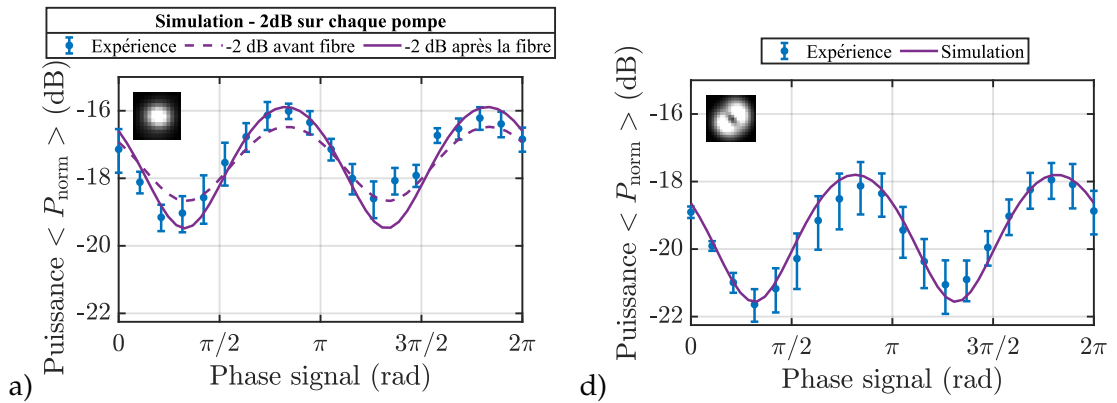 Simulation - 2dB sur chaque pompe
Expérience -2 dB avant fibre -2 dB après la fibre
Puissance < P_norm > (dB)
-16
-18
-20
-22
0 π/2 π 3π/2 2π
Phase signal (rad)
a)
Expérience Simulation
Puissance < P_norm > (dB)
-16
-18
-20
-22
0 π/2 π 3π/2 2π
Phase signal (rad)
d)